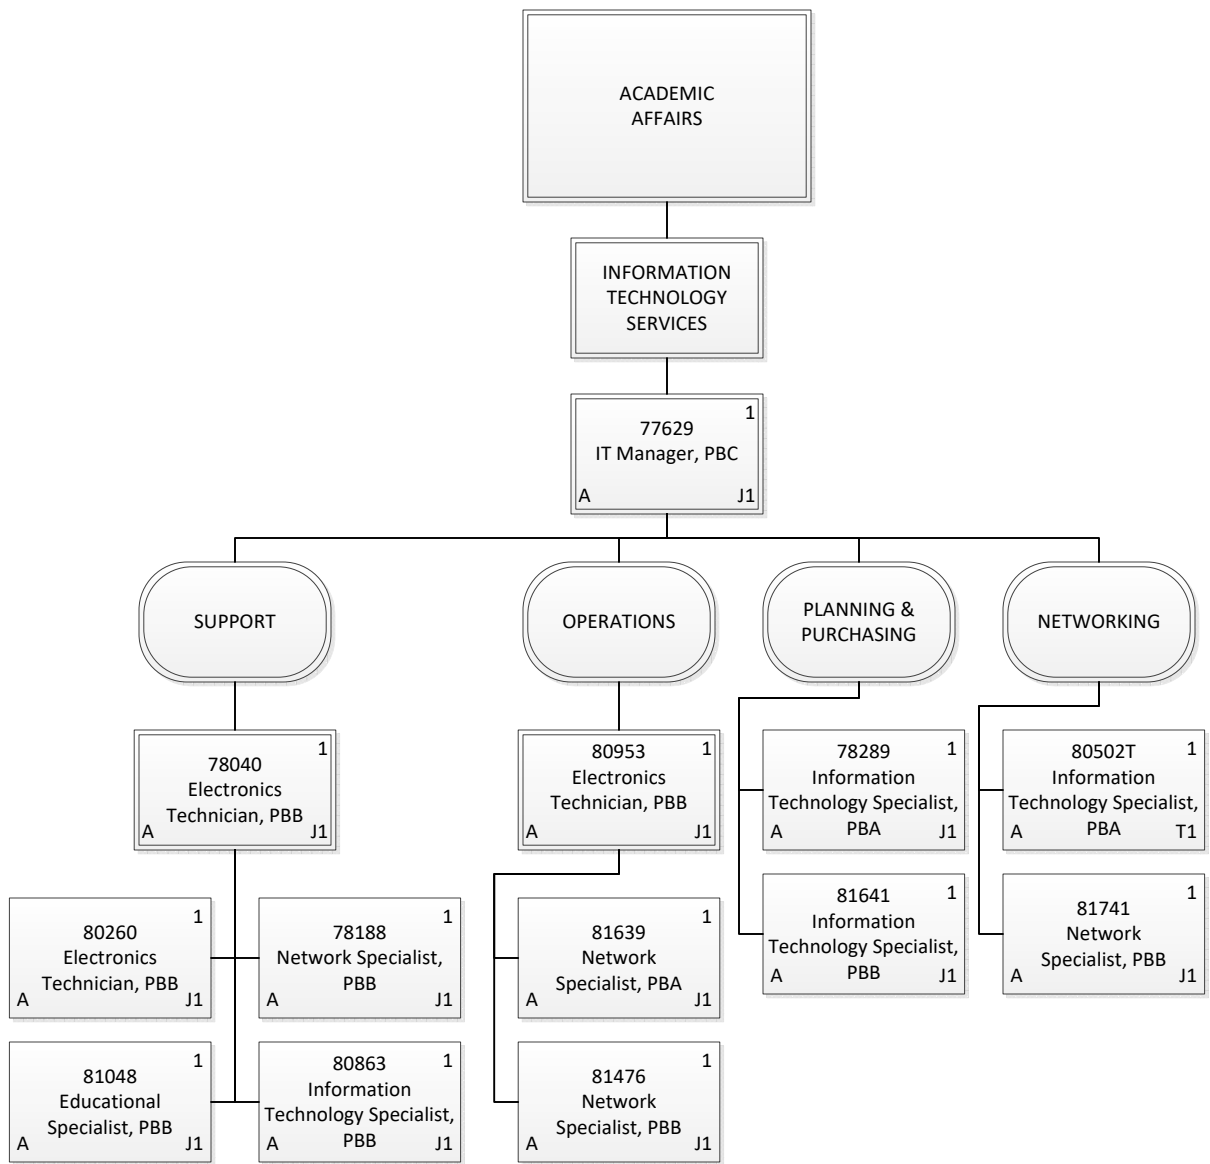 ACADEMIC
AFFAIRS
INFORMATION
TECHNOLOGY
SERVICES
1
77629
IT Manager, PBC
A J1
SUPPORT
OPERATIONS
PLANNING &
PURCHASING
NETWORKING
1
78040
Electronics
Technician, PBB
A J1
1
80260
Electronics
Technician, PBB
A J1
1
78188
Network Specialist,
PBB
A J1
1
81048
Educational
Specialist, PBB
A J1
1
80863
Information
Technology Specialist,
PBB
A J1
1
80953
Electronics
Technician, PBB
A J1
1
81639
Network
Specialist, PBA
A J1
1
81476
Network
Specialist, PBB
A J1
1
78289
Information
Technology Specialist,
PBA
A J1
1
81641
Information
Technology Specialist,
PBB
A J1
1
80502T
Information
Technology Specialist,
PBA
A T1
1
81741
Network
Specialist, PBB
A J1